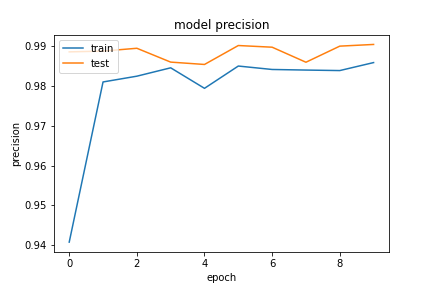 model precision
train
test
0.99
0.98
0.97
0.96
0.95
0.94
precision
0 2 4 6 8
epoch